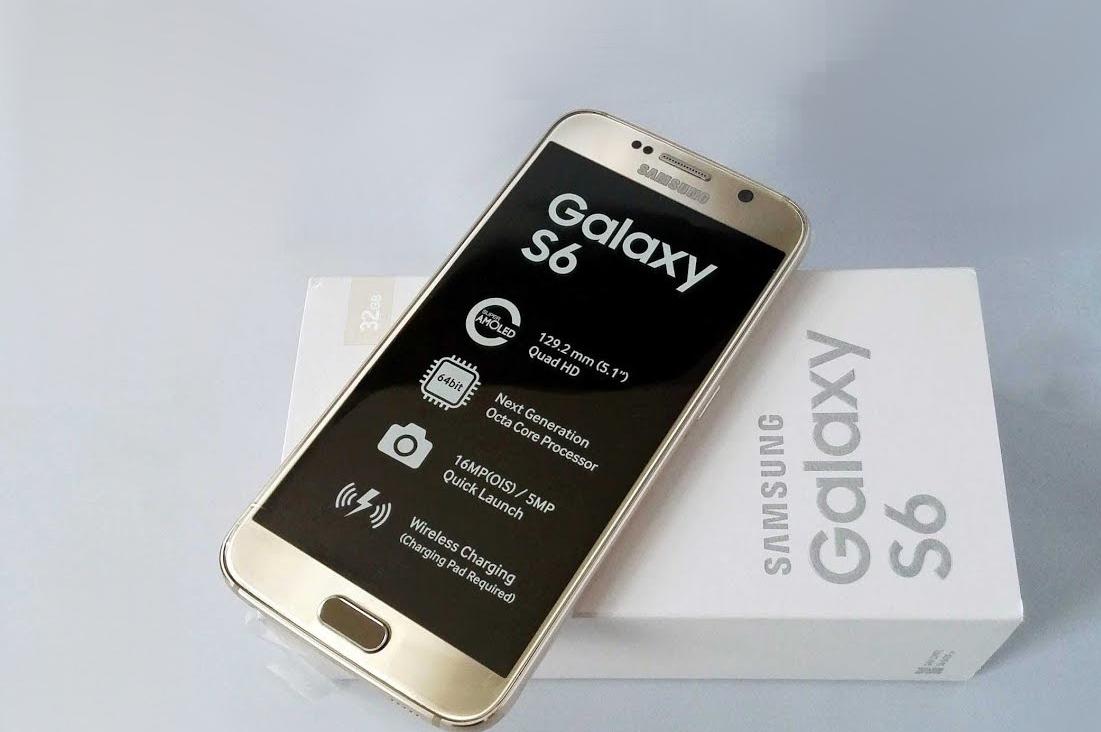 SAMSUNG
Galaxy
S6
SUPER
AMOLED
129.2 mm (5.1")
Quad HD
64bit
Next Generation
Octa Core Processor
16MP(OIS) / 5MP
Quick Launch
Wireless Charging
(Charging Pad Required)
32GB
SAMSUNG
Galaxy
S6